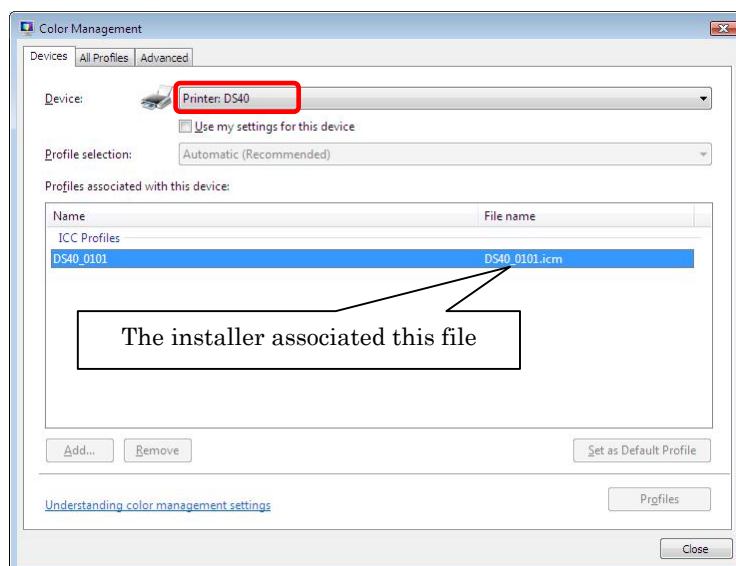 Color Management
Devices All Profiles Advanced
Device: Printer: DS40
Use my settings for this device
Profile selection: Automatic (Recommended)
Profiles associated with this device:
Name File name
ICC Profiles
DS40_0101 DS40_0101.icm
The installer associated this file
Add... Remove Set as Default Profile
Understanding color management settings Profiles
Close